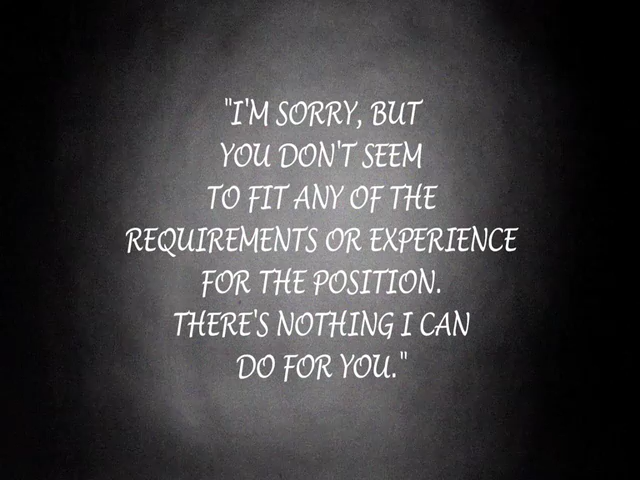 "I'M SORRY, BUT
YOU DON'T SEEM
TO FIT ANY OF THE
REQUIREMENTS OR EXPERIENCE
FOR THE POSITION.
THERE'S NOTHING I CAN
DO FOR YOU."